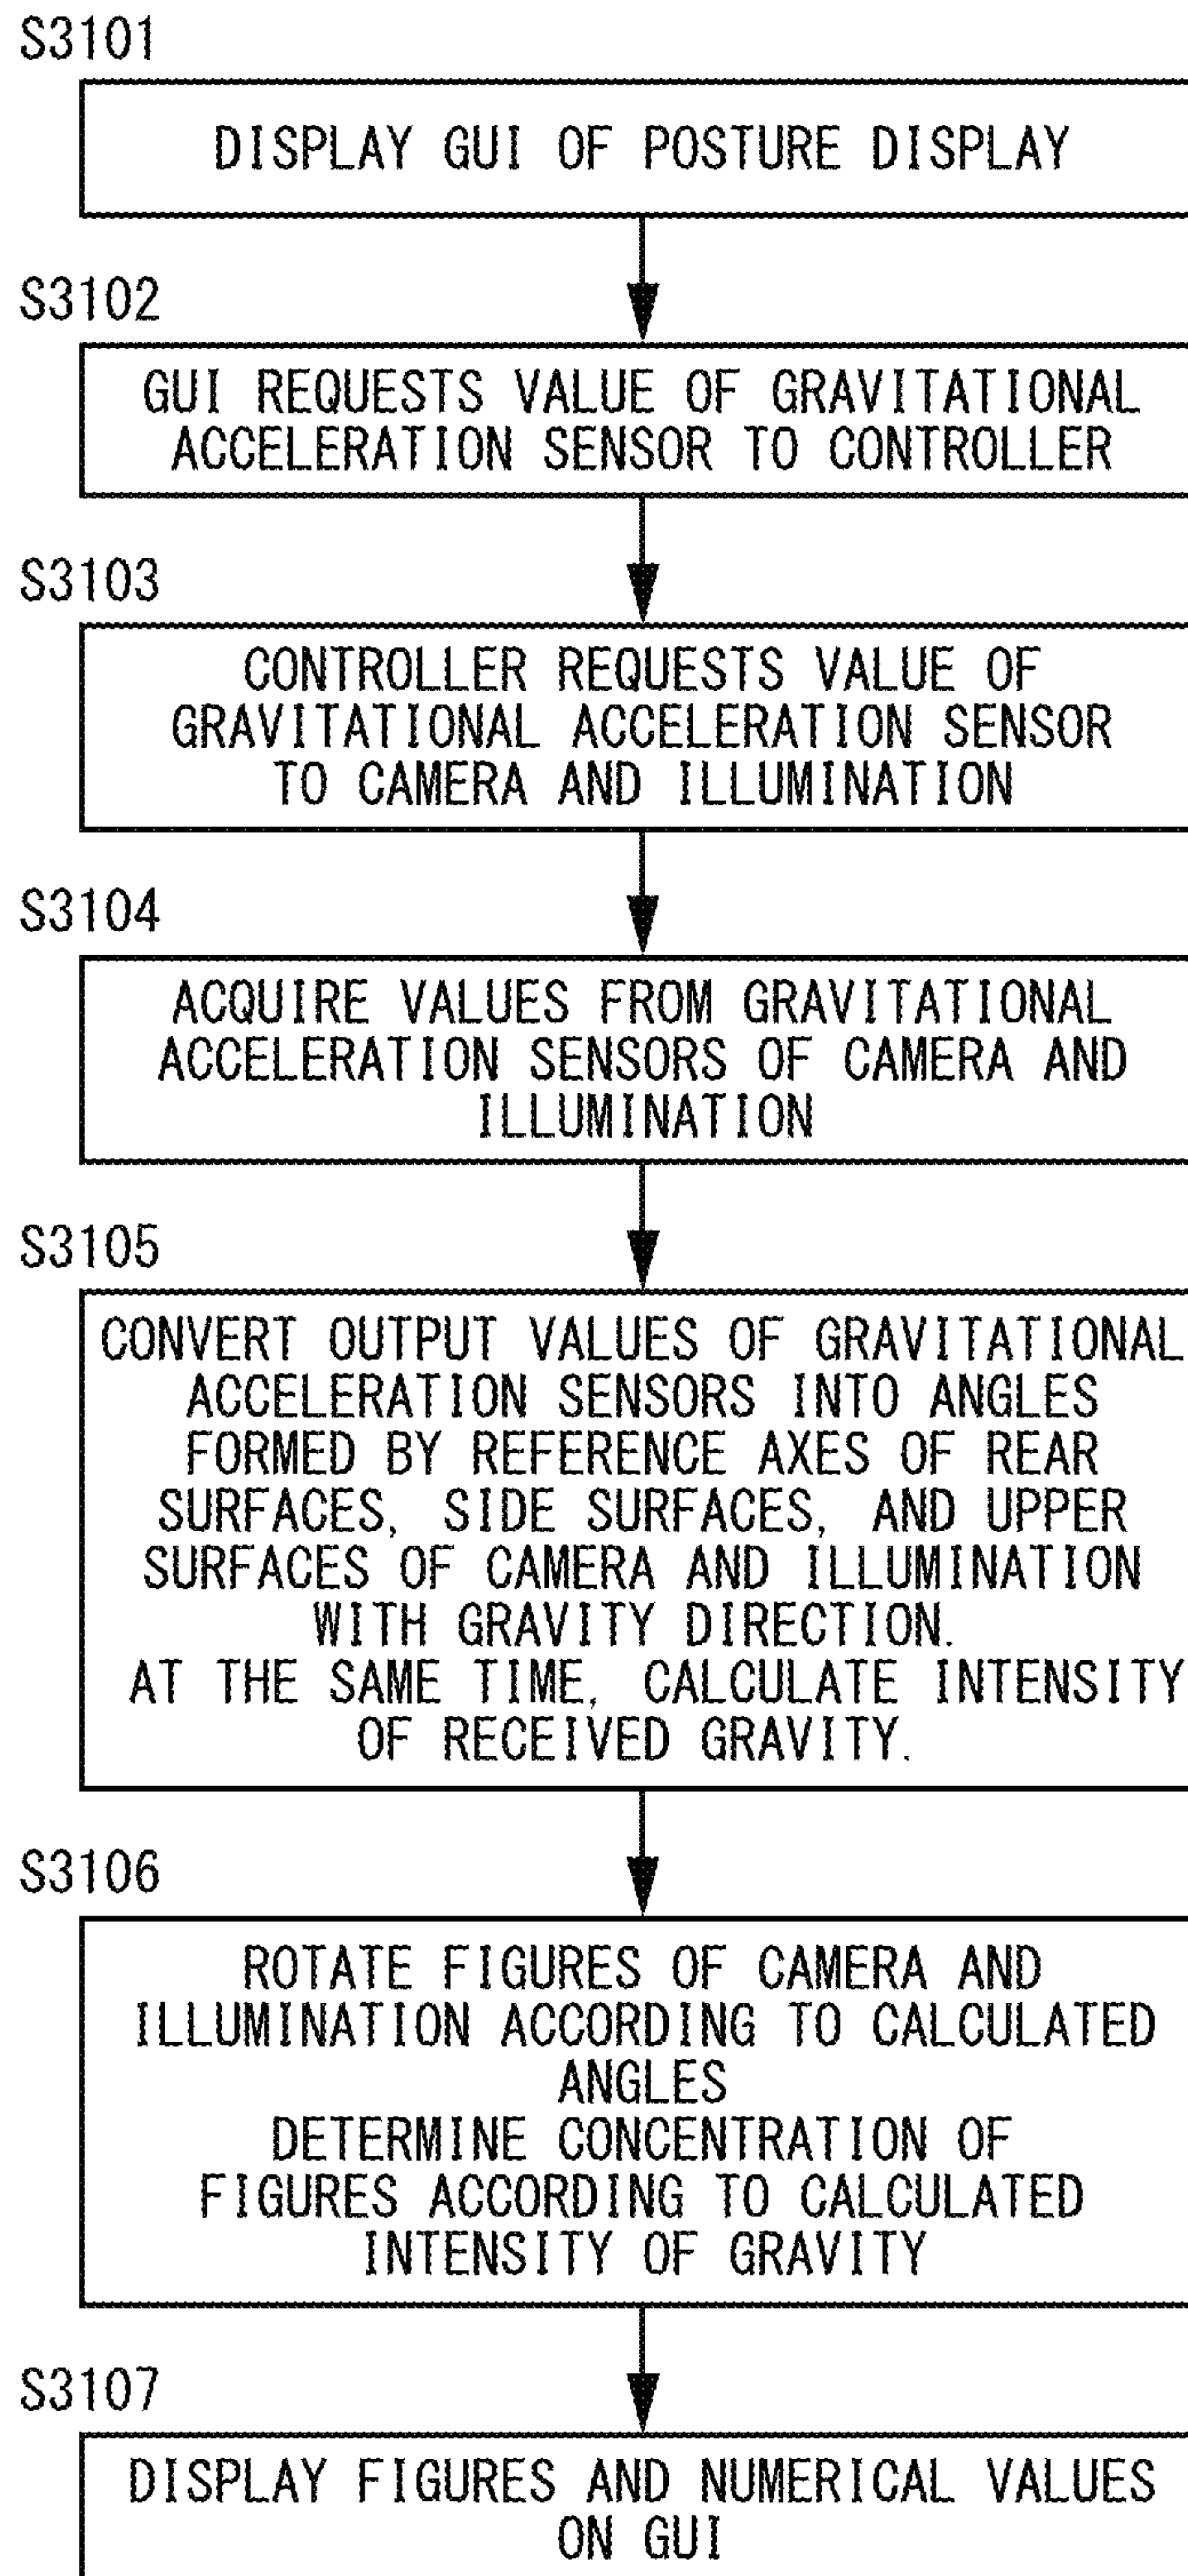 S3101
DISPLAY GUI OF POSTURE DISPLAY
S3102
GUI REQUESTS VALUE OF GRAVITATIONAL
ACCELERATION SENSOR TO CONTROLLER
S3103
CONTROLLER REQUESTS VALUE OF
GRAVITATIONAL ACCELERATION SENSOR
TO CAMERA AND ILLUMINATION
S3104
ACQUIRE VALUES FROM GRAVITATIONAL
ACCELERATION SENSORS OF CAMERA AND
ILLUMINATION
S3105
CONVERT OUTPUT VALUES OF GRAVITATIONAL
ACCELERATION SENSORS INTO ANGLES
FORMED BY REFERENCE AXES OF REAR
SURFACES, SIDE SURFACES, AND UPPER
SURFACES OF CAMERA AND ILLUMINATION
WITH GRAVITY DIRECTION.
AT THE SAME TIME, CALCULATE INTENSITY
OF RECEIVED GRAVITY.
S3106
ROTATE FIGURES OF CAMERA AND
ILLUMINATION ACCORDING TO CALCULATED
ANGLES
DETERMINE CONCENTRATION OF
FIGURES ACCORDING TO CALCULATED
INTENSITY OF GRAVITY
S3107
DISPLAY FIGURES AND NUMERICAL VALUES
ON GUI